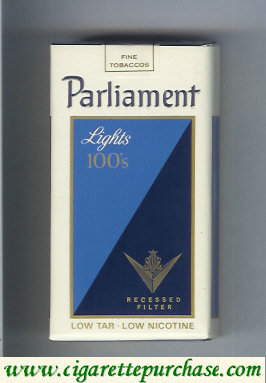 FINE
TOBACCOS
Parliament
Lights
100's
RECESSED
FILTER
LOW TAR · LOW NICOTINE
www.cigarettepurchase.com